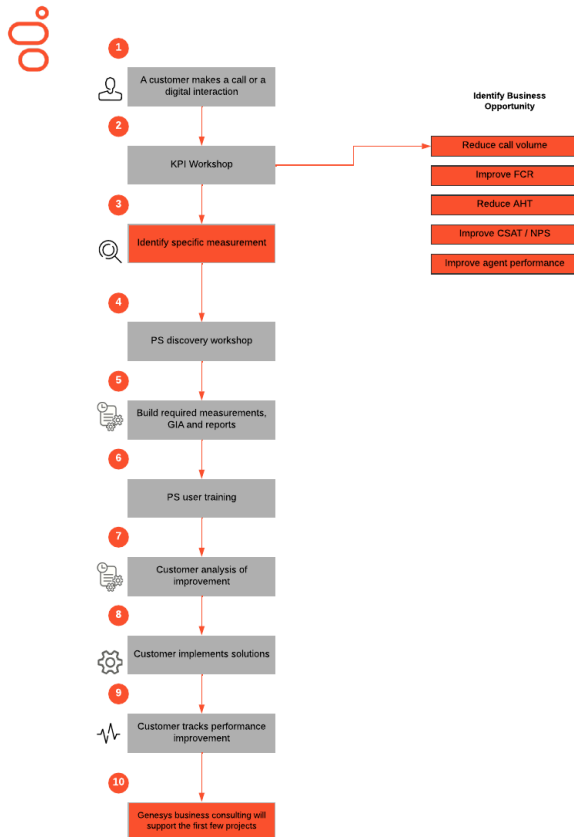 1
A customer makes a call or a
digital interaction
2
KPI Workshop
3
Identify specific measurement
4
PS discovery workshop
5
Build required measurements,
GIA and reports
6
PS user training
7
Customer analysis of
improvement
8
Customer implements solutions
9
Customer tracks performance
improvement
10
Genesys business consulting will
support the first few projects
Identify Business
Opportunity
Reduce call volume
Improve FCR
Reduce AHT
Improve CSAT / NPS
Improve agent performance